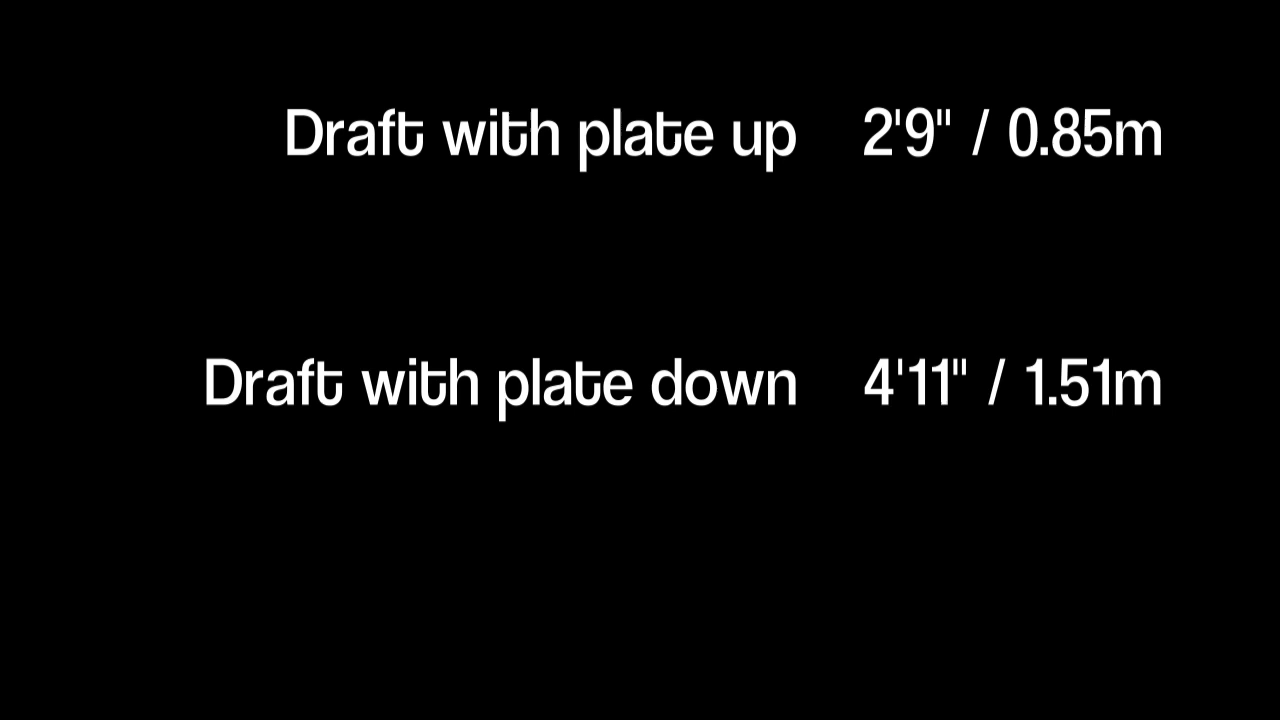 Draft with plate up 2'9" / 0.85m
Draft with plate down 4'11" / 1.51m